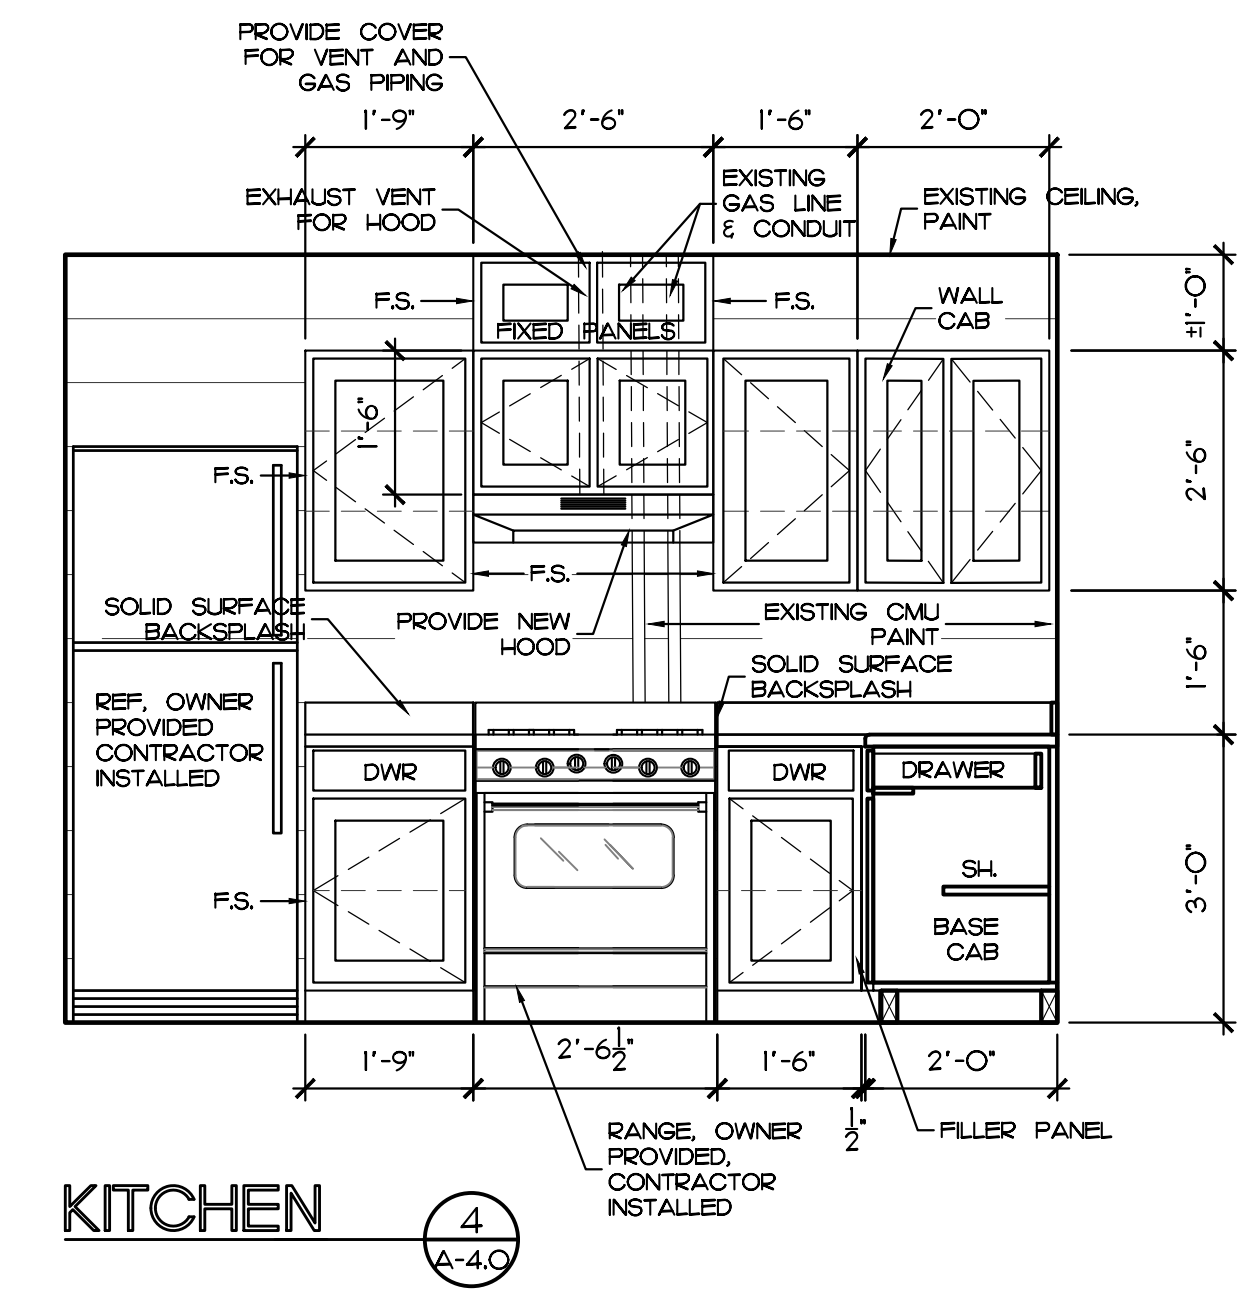 PROVIDE COVER
FOR VENT AND
GAS PIPING
1'-9"
2'-6"
1'-6"
2'-0"
EXHAUST VENT
FOR HOOD
EXISTING
GAS LINE
& CONDUIT
EXISTING CEILING,
PAINT
F.S.
F.S.
WALL
CAB
±1'-0"
FIXED PANELS
1'-6"
F.S.
2'-6"
F.S.
SOLID SURFACE
BACKSPLASH
PROVIDE NEW
HOOD
EXISTING CMU
PAINT
1'-6"
SOLID SURFACE
BACKSPLASH
REF, OWNER
PROVIDED
CONTRACTOR
INSTALLED
DWR
DWR
DRAWER
F.S.
SH.
BASE
CAB
3'-0"
1'-9"
2'-6½"
1'-6"
½"
2'-0"
RANGE, OWNER
PROVIDED,
CONTRACTOR
INSTALLED
FILLER PANEL
KITCHEN
4
A-4.0